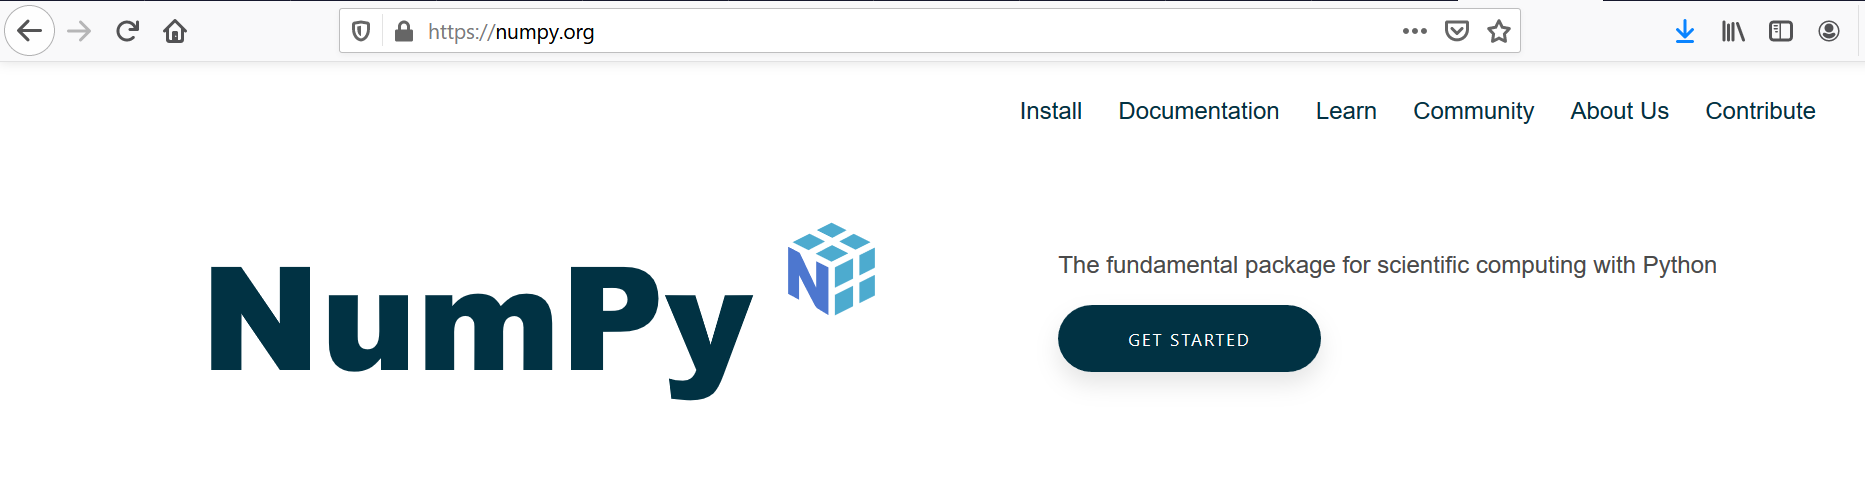 https://numpy.org
Install Documentation Learn Community About Us Contribute
NumPy
N
The fundamental package for scientific computing with Python
GET STARTED